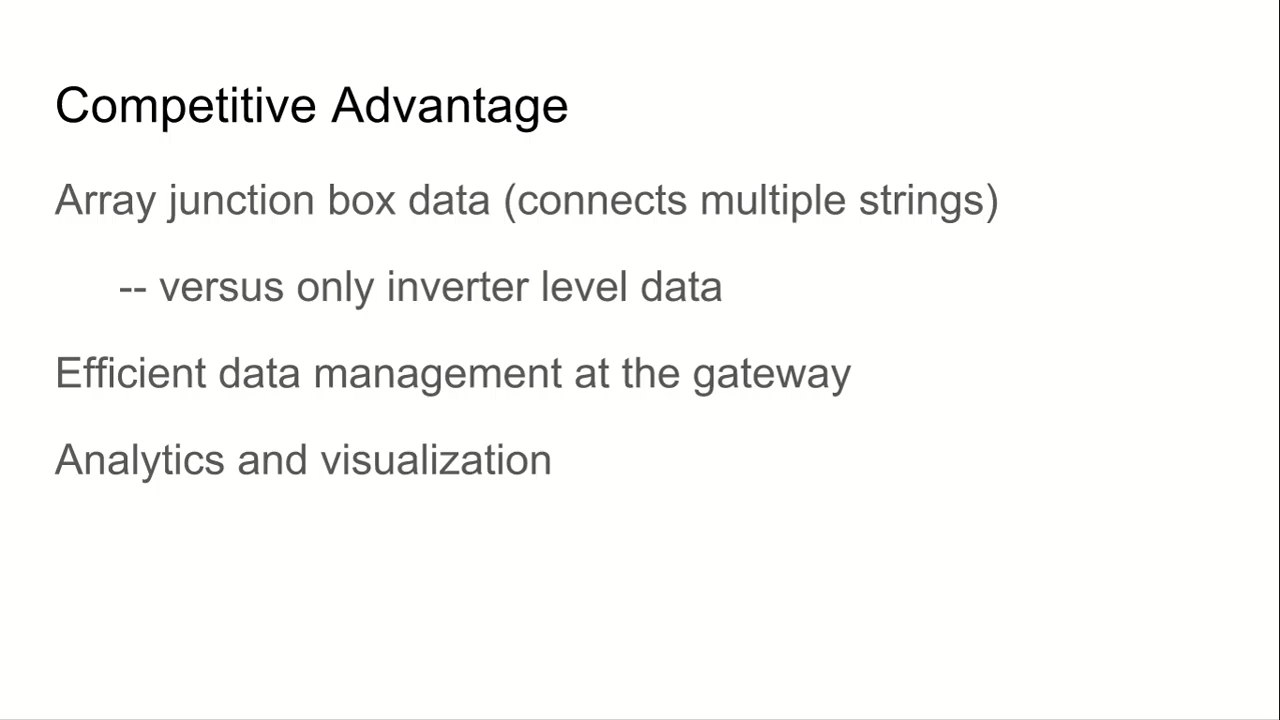 Competitive Advantage
Array junction box data (connects multiple strings)
-- versus only inverter level data
Efficient data management at the gateway
Analytics and visualization